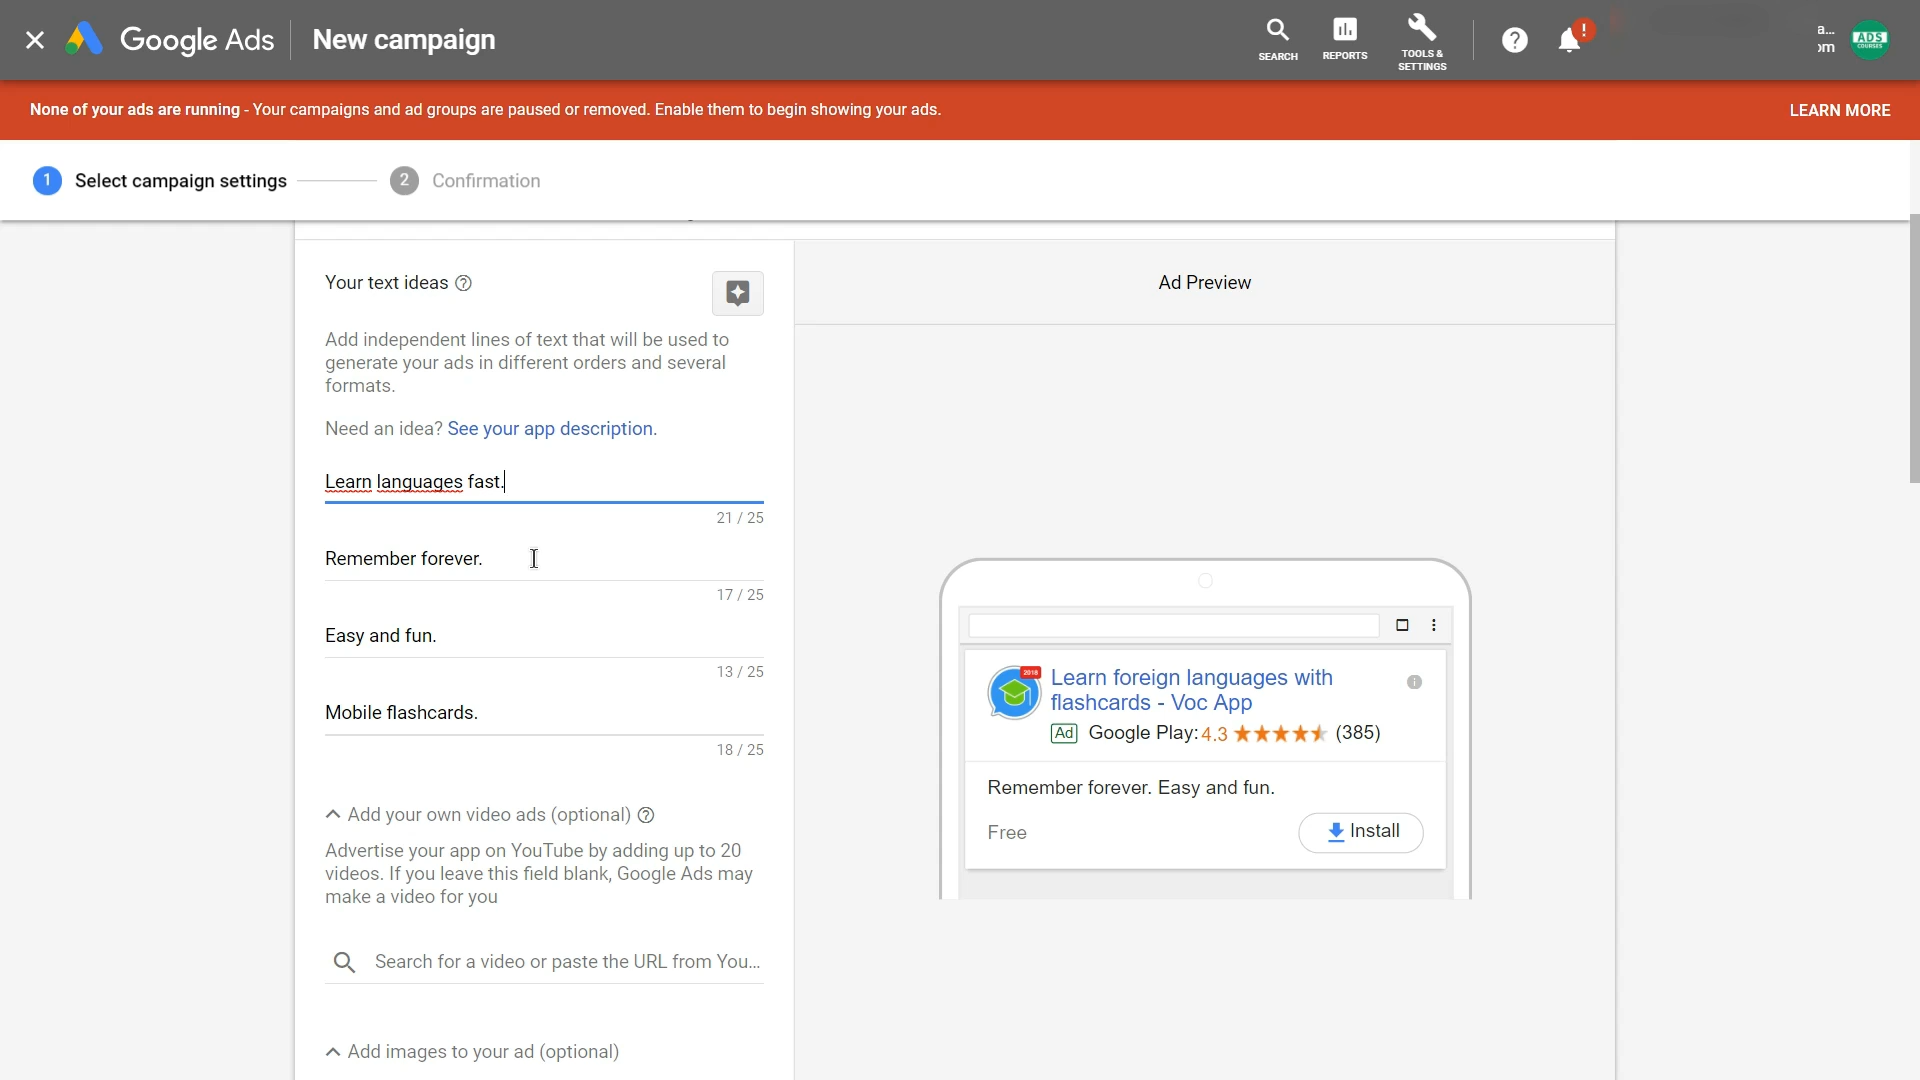 Google Ads
New campaign
SEARCH
REPORTS
TOOLS &
SETTINGS
?
!
a...
om
ADS
COURSES
None of your ads are running - Your campaigns and ad groups are paused or removed. Enable them to begin showing your ads.
LEARN MORE
1 Select campaign settings
2 Confirmation
Your text ideas ?
Add independent lines of text that will be used to
generate your ads in different orders and several
formats.
Need an idea? See your app description.
Learn languages fast.
21 / 25
Remember forever.
17 / 25
Easy and fun.
13 / 25
Mobile flashcards.
18 / 25
Add your own video ads (optional) ?
Advertise your app on YouTube by adding up to 20
videos. If you leave this field blank, Google Ads may
make a video for you
Search for a video or paste the URL from You...
Add images to your ad (optional)
Ad Preview
2018
Learn foreign languages with
flashcards - Voc App
Ad Google Play: 4.3 (385)
Remember forever. Easy and fun.
Free
Install